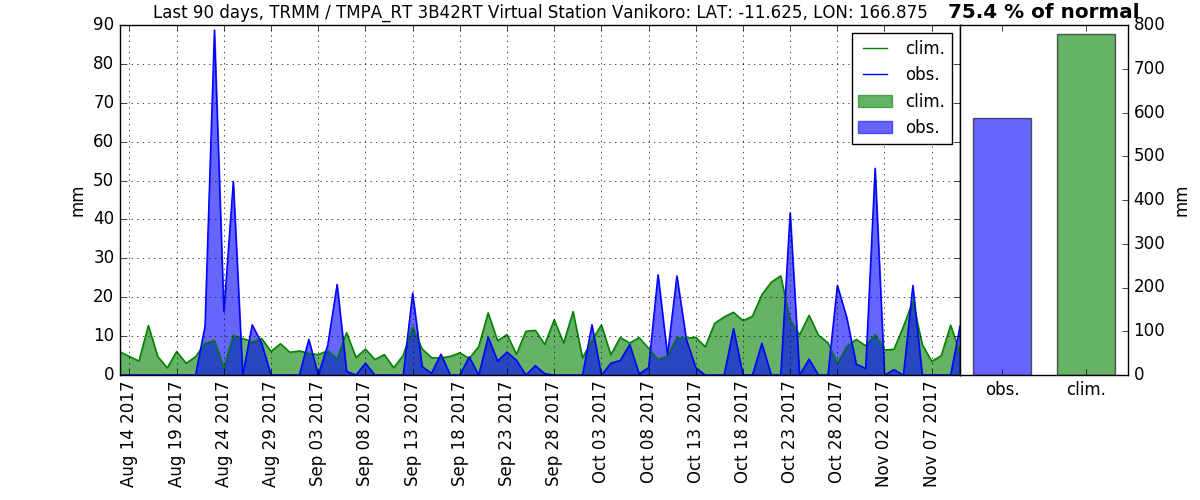 Last 90 days, TRMM / TMPA_RT 3B42RT Virtual Station Vanikoro: LAT: -11.625, LON: 166.875
75.4 % of normal
90
80
70
60
50
40
30
20
10
0
mm
clim.
obs.
clim.
obs.
Aug 14 2017
Aug 19 2017
Aug 24 2017
Aug 29 2017
Sep 03 2017
Sep 08 2017
Sep 13 2017
Sep 18 2017
Sep 23 2017
Sep 28 2017
Oct 03 2017
Oct 08 2017
Oct 13 2017
Oct 18 2017
Oct 23 2017
Oct 28 2017
Nov 02 2017
Nov 07 2017
800
700
600
500
400
300
200
100
0
mm
obs.
clim.